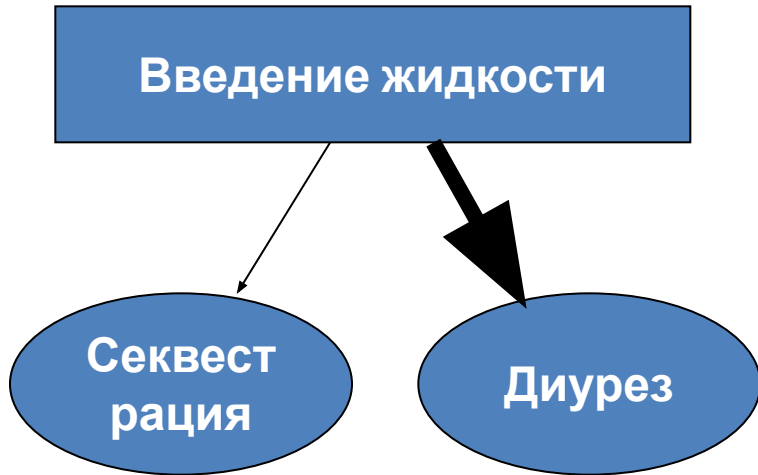 Введение жидкости
Секвест
рация
Диурез